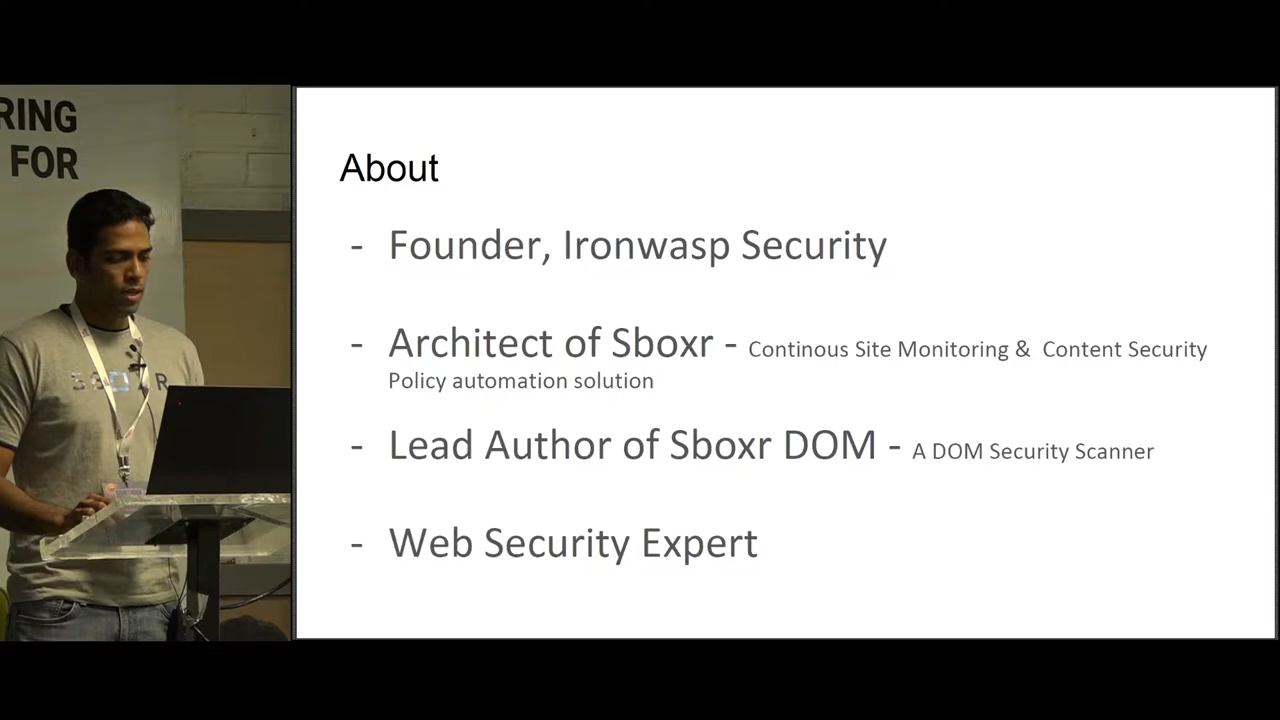 RING
FOR
About
- Founder, Ironwasp Security
- Architect of Sboxr - Continous Site Monitoring & Content Security
Policy automation solution
- Lead Author of Sboxr DOM - A DOM Security Scanner
- Web Security Expert